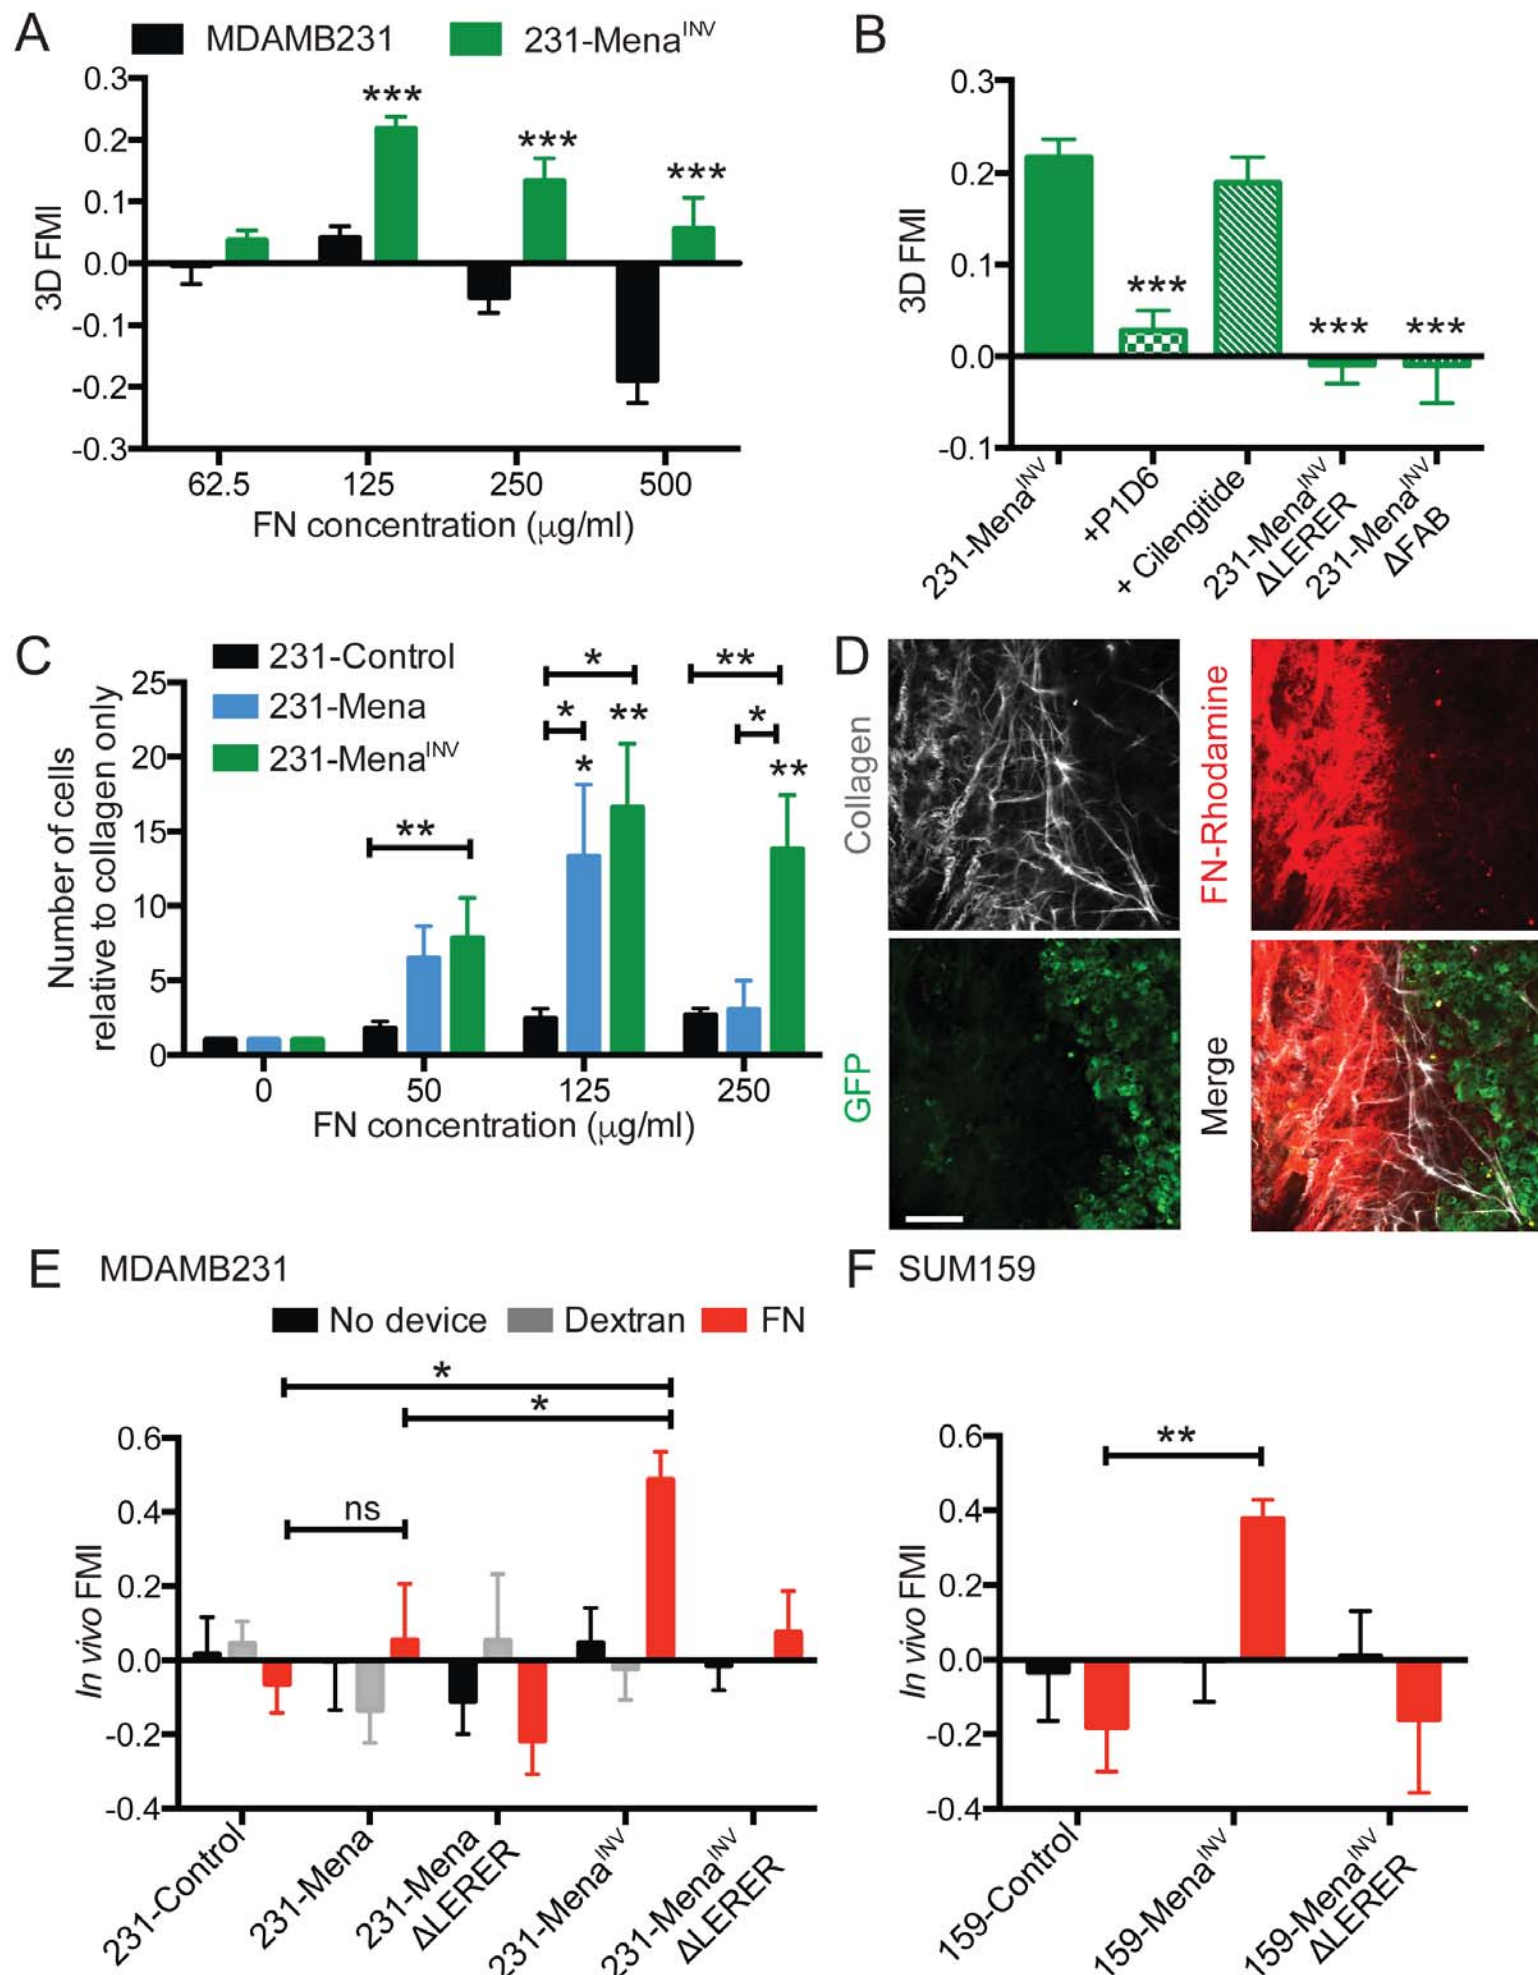 A
MDAMB231
231-Mena^INV
0.3
0.2
0.1
0.0
-0.1
-0.2
-0.3
3D FMI
***
***
***
62.5 125 250 500
FN concentration (μg/ml)
B
0.3
0.2
0.1
0.0
-0.1
3D FMI
***
***
***
231-Mena^INV
+P1D6
+ Cilengitide
231-Mena^INV
ΔLERER
231-Mena^INV
ΔFAB
C
231-Control
231-Mena
231-Mena^INV
25
20
15
10
5
0
Number of cells
relative to collagen only
**
*
*
**
*
**
*
**
0 50 125 250
FN concentration (μg/ml)
D
Collagen
FN-Rhodamine
GFP
Merge
E MDAMB231
No device
Dextran
FN
*
*
ns
0.6
0.4
0.2
0.0
-0.2
-0.4
In vivo FMI
231-Control
231-Mena
231-Mena
ΔLERER
231-Mena^INV
231-Mena^INV
ΔLERER
F SUM159
**
0.6
0.4
0.2
0.0
-0.2
-0.4
In vivo FMI
159-Control
159-Mena^INV
159-Mena^INV
ΔLERER